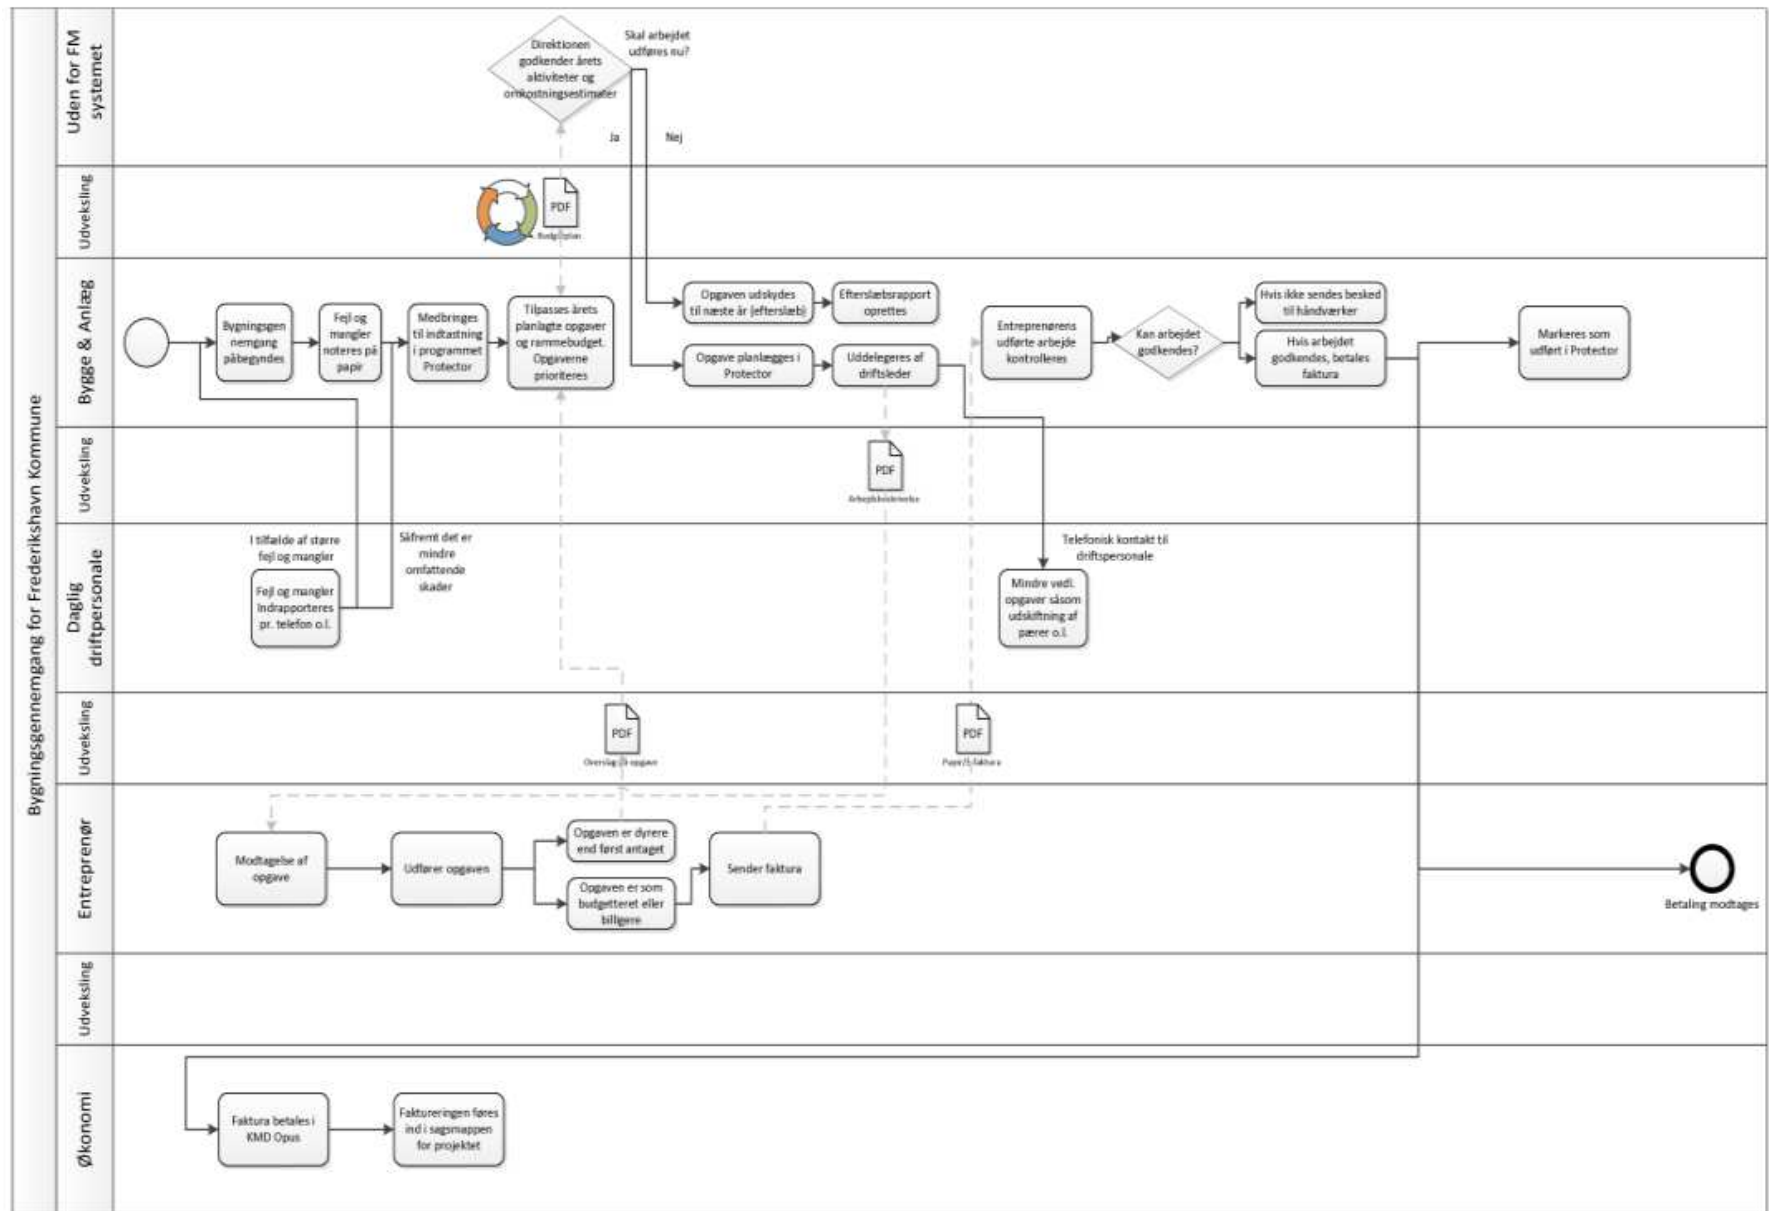 Bygningsgennemgang for Frederikshavn Kommune
Uden for FM
systemet
Direktionen
godkender årets
aktiviteter og
omkostningsestimater
Skal arbejdet
udføres nu?
Ja
Nej
Udveksling
PDF
Budgetplan
Bygge & Anlæg
Bygningsgen
nemgang
påbegyndes
Fejl og
mangler
noteres på
papir
Medbringes
til indtastning
i programmet
Protector
Tilpasses årets
planlagte opgaver
og rammebudget.
Opgaverne
prioriteres
Opgaven udskydes
til næste år (efterslæb)
Efterslæbsrapport
oprettes
Opgave planlægges i
Protector
Uddelegeres af
driftsleder
Entreprenørens
udførte arbejde
kontrolleres
Kan arbejdet
godkendes?
Hvis ikke sendes besked
til håndværker
Hvis arbejdet
godkendes, betales
faktura
Markeres som
udført i Protector
Udveksling
PDF
Arbejdsbeskrivelse
Daglig
driftpersonale
I tilfælde af større
fejl og mangler
Fejl og mangler
Indrapporteres
pr. telefon o.l.
Såfremt det er
mindre
omfattende
skader
Telefonisk kontakt til
driftspersonale
Mindre vedl.
opgaver såsom
udskiftning af
pærer o.l.
Udveksling
PDF
Overslag på opgave
PDF
Papir/E-faktura
Entreprenør
Modtagelse af
opgave
Udfører opgaven
Opgaven er dyrere
end først antaget
Opgaven er som
budgetteret eller
billigere
Sender faktura
Betaling modtages
Udveksling
Økonomi
Faktura betales i
KMD Opus
Faktureringen føres
ind i sagsmappen
for projektet